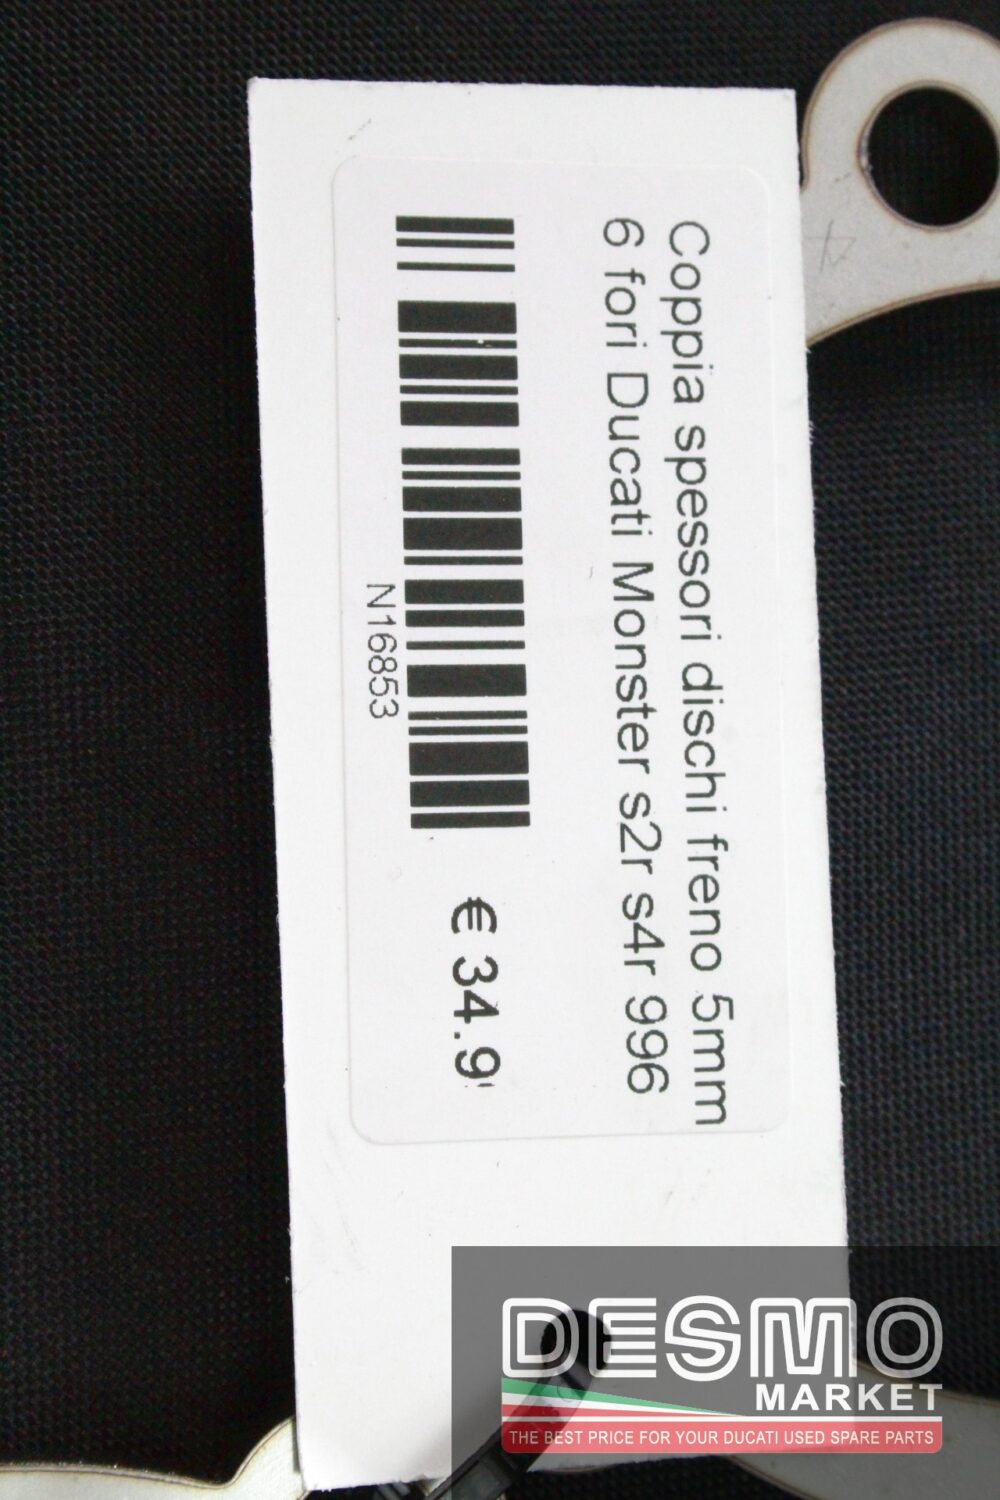 Coppia spessori dischi freno 5mm
6 fori Ducati Monster s2r s4r 996
N16853
€ 34.9
DESMO
MARKET
THE BEST PRICE FOR YOUR DUCATI USED SPARE PARTS